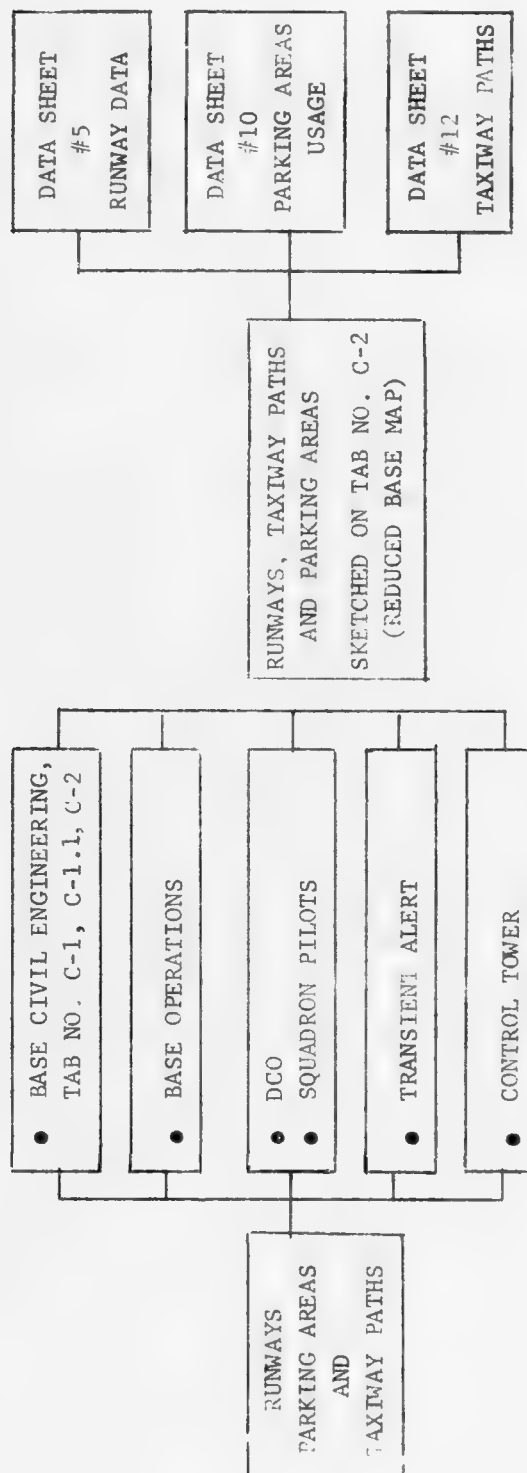 RUNWAYS
PARKING AREAS
AND
TAXIWAY PATHS
● BASE CIVIL ENGINEERING,
TAB NO. C-1, C-1.1, C-2
● BASE OPERATIONS
● DCO
● SQUADRON PILOTS
● TRANSIENT ALERT
● CONTROL TOWER
RUNWAYS, TAXIWAY PATHS
AND PARKING AREAS
SKETCHED ON TAB NO. C-2
(REDUCED BASE MAP)
DATA SHEET
#5
RUNWAY DATA
DATA SHEET
#10
PARKING AREAS
USAGE
DATA SHEET
#12
TAXIWAY PATHS